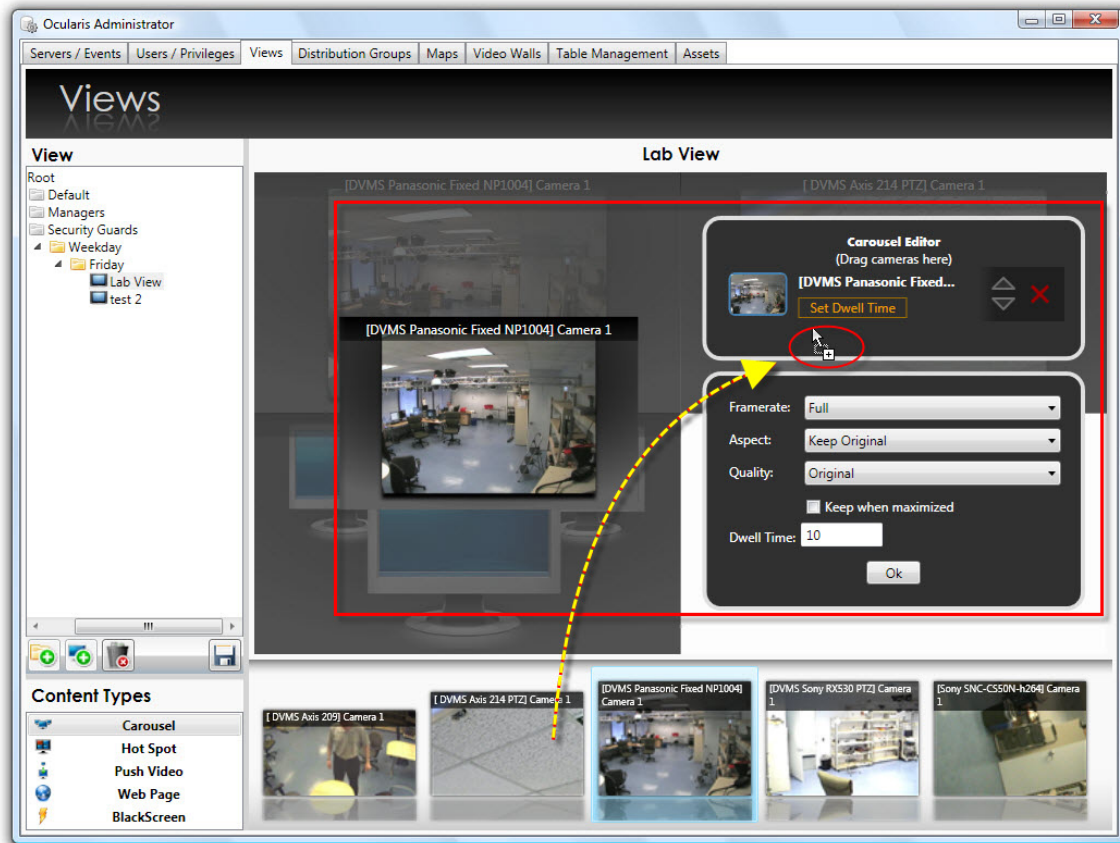 Ocularis Administrator
Servers / Events
Users / Privileges
Views
Distribution Groups
Maps
Video Walls
Table Management
Assets
Views
View
Root
Default
Managers
Security Guards
Weekday
Friday
Lab View
test 2
Content Types
Carousel
Hot Spot
Push Video
Web Page
BlackScreen
Lab View
[DVMS Panasonic Fixed NP1004] Camera 1
[ DVMS Axis 214 PTZ] Camera 1
[DVMS Panasonic Fixed NP1004] Camera 1
Carousel Editor
(Drag cameras here)
[DVMS Panasonic Fixed...
Set Dwell Time
Framerate: Full
Aspect: Keep Original
Quality: Original
Keep when maximized
Dwell Time: 10
Ok
[ DVMS Axis 209] Camera 1
[ DVMS Axis 214 PTZ] Camera 1
[DVMS Panasonic Fixed NP1004]
Camera 1
[DVMS Sony RX530 PTZ] Camera
1
[Sony SNC-CS50N-h264] Camera
1